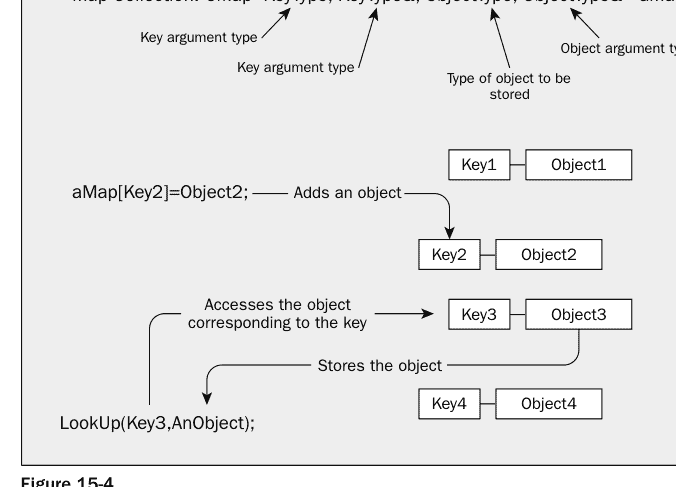 Key argument type
Object argument
Key argument type
Type of object to be
stored
Key1
Object1
aMap[Key2]=Object2;
Adds an object
Key2
Object2
Accesses the object
corresponding to the key
Key3
Object3
Stores the object
LookUp(Key3,AnObject);
Key4
Object4
Figure 15-4